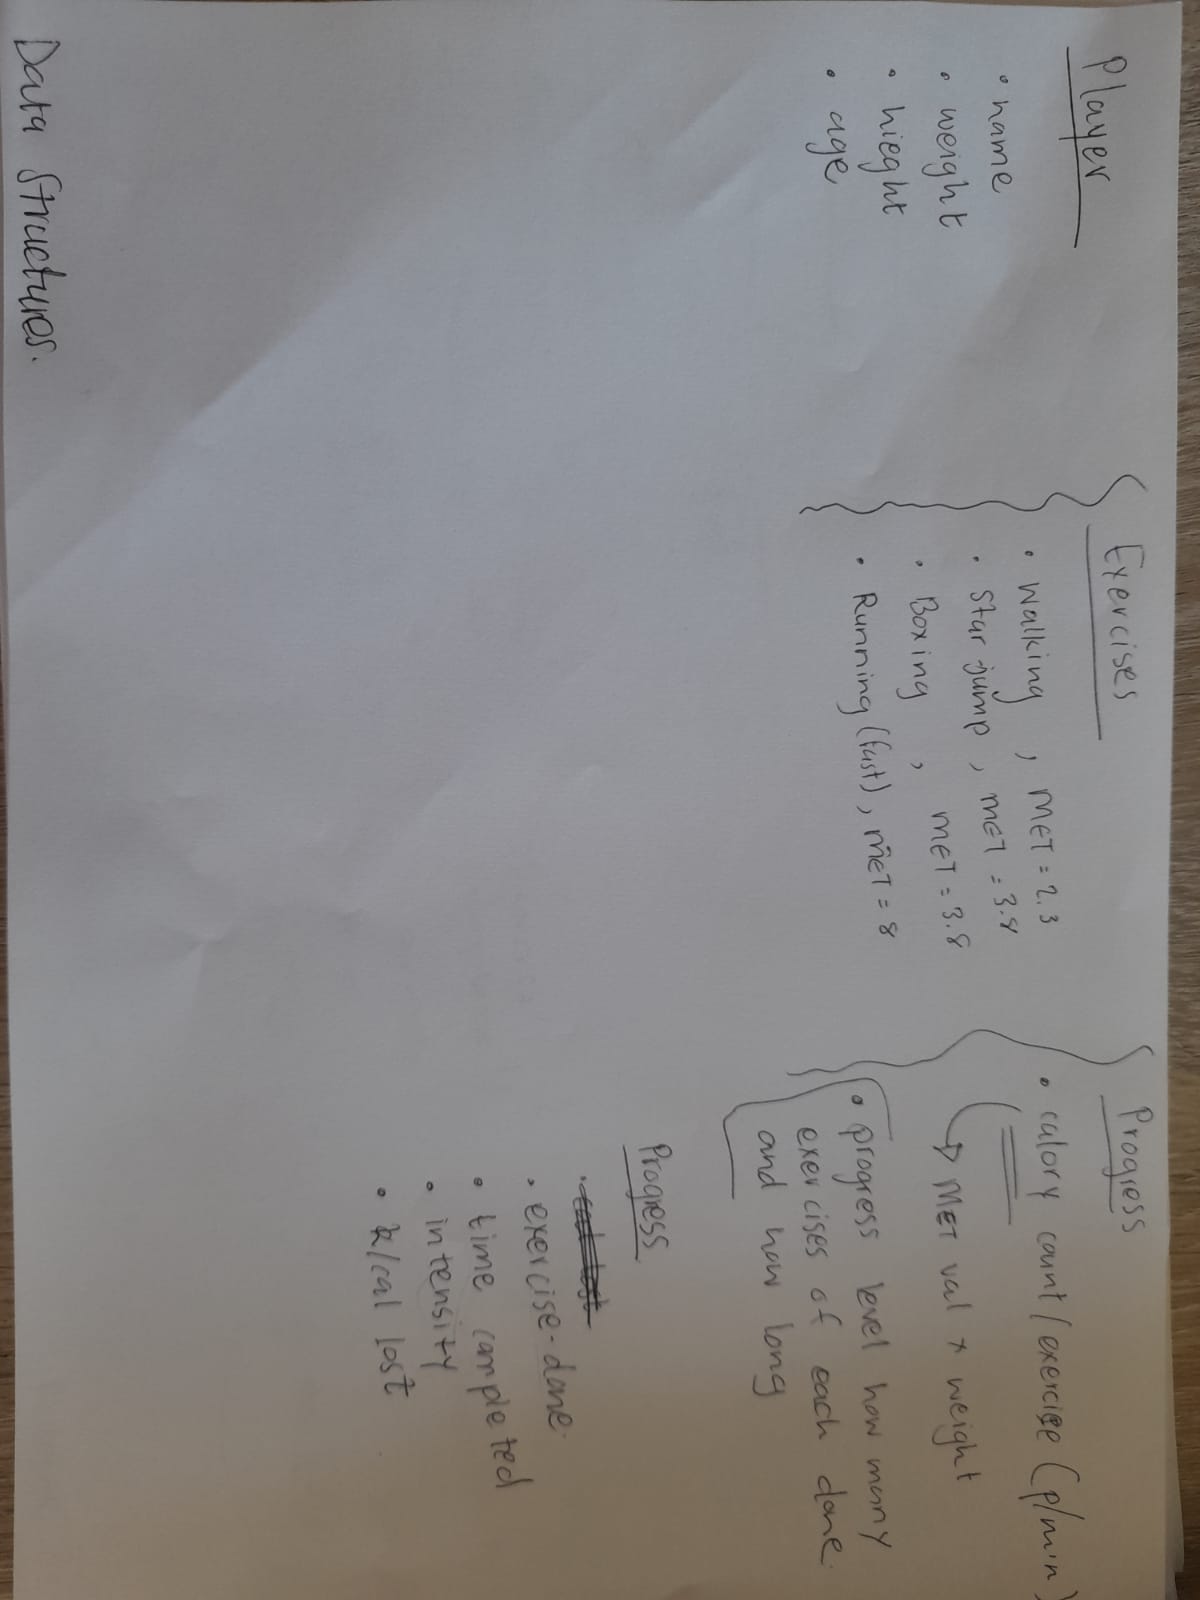 Player
• name
• weight
• hieght
• age
Exercises
• Walking , MET = 2.3
• Star jump , MET = 3.8
• Boxing , MET = 3.8
• Running (fast), MET = 8
Progress
• calory count / exercise (p/min)
MET val x weight
• progress level how many
exercises of each done.
and how long
Progress
• exercise-done.
• time completed
• intensity
• k/cal lost
Data Structures.